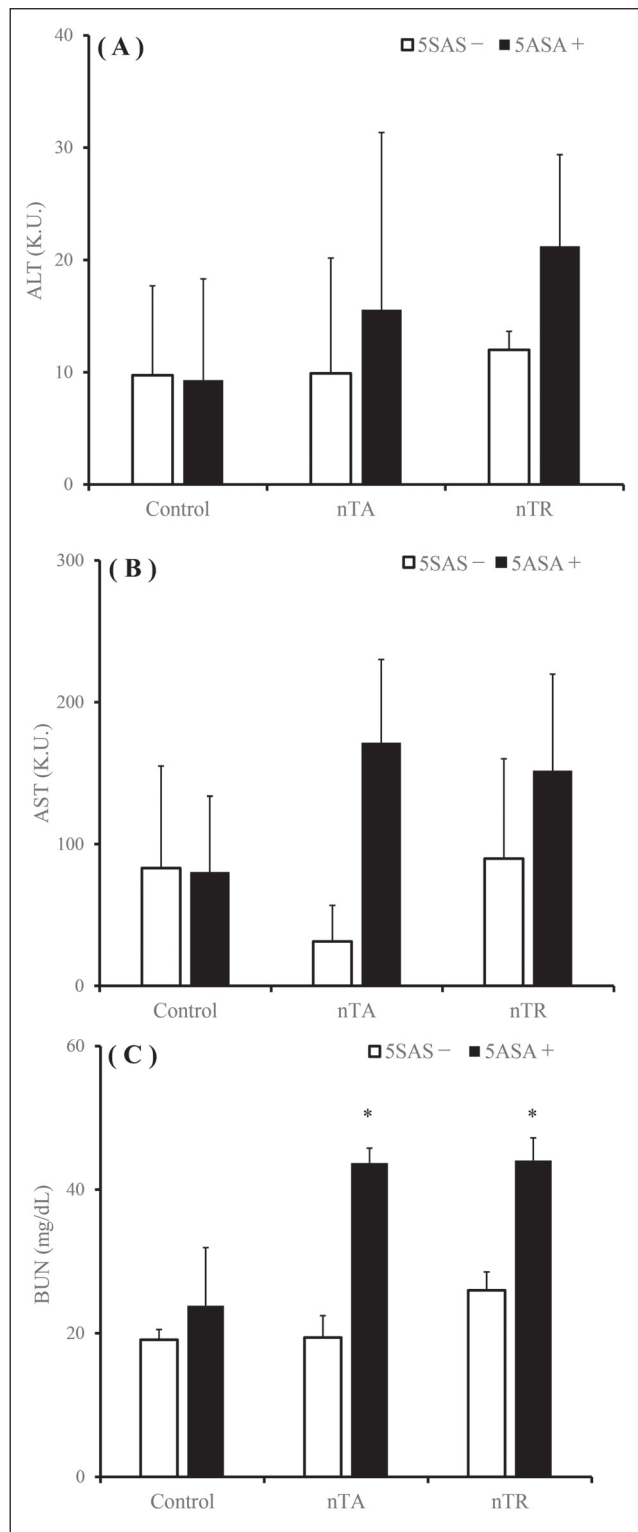 ( A )
5SAS − 5ASA +
40
30
20
10
0
ALT (K.U.)
Control nTA nTR
( B )
5SAS − 5ASA +
300
200
100
0
AST (K.U.)
Control nTA nTR
( C )
5SAS − 5ASA +
60
40
20
0
BUN (mg/dL)
* *
Control nTA nTR